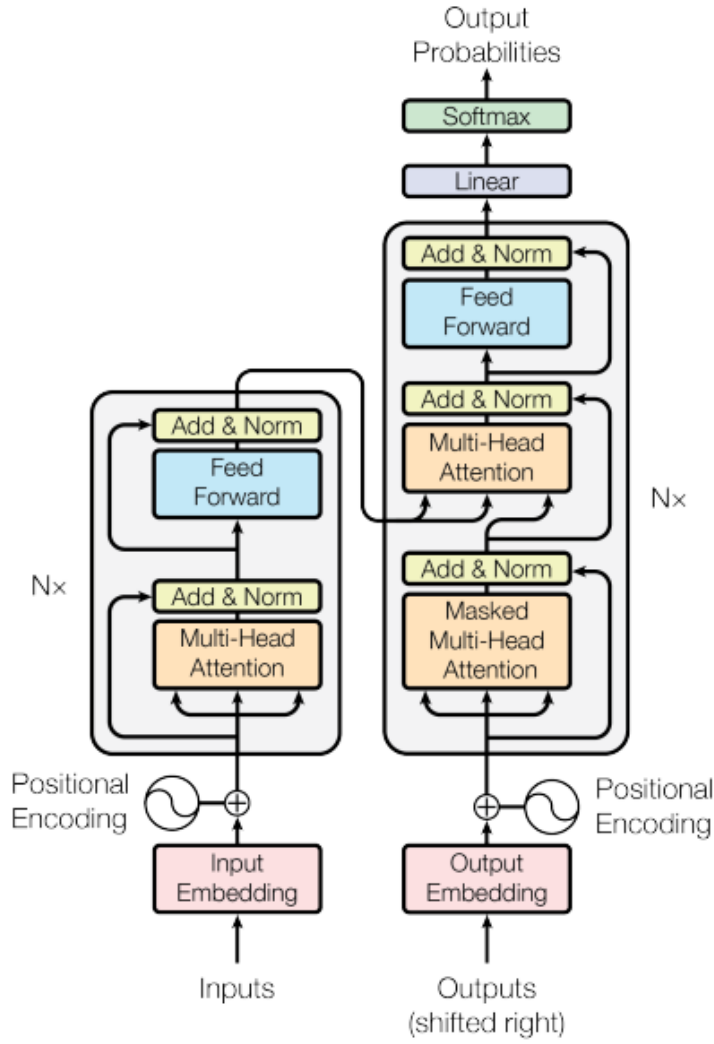 Output
Probabilities
Softmax
Linear
Add & Norm
Feed
Forward
Add & Norm
Multi-Head
Attention
Nx
Add & Norm
Masked
Multi-Head
Attention
Add & Norm
Feed
Forward
Nx
Add & Norm
Multi-Head
Attention
Positional
Encoding
Positional
Encoding
Input
Embedding
Output
Embedding
Inputs
Outputs
(shifted right)